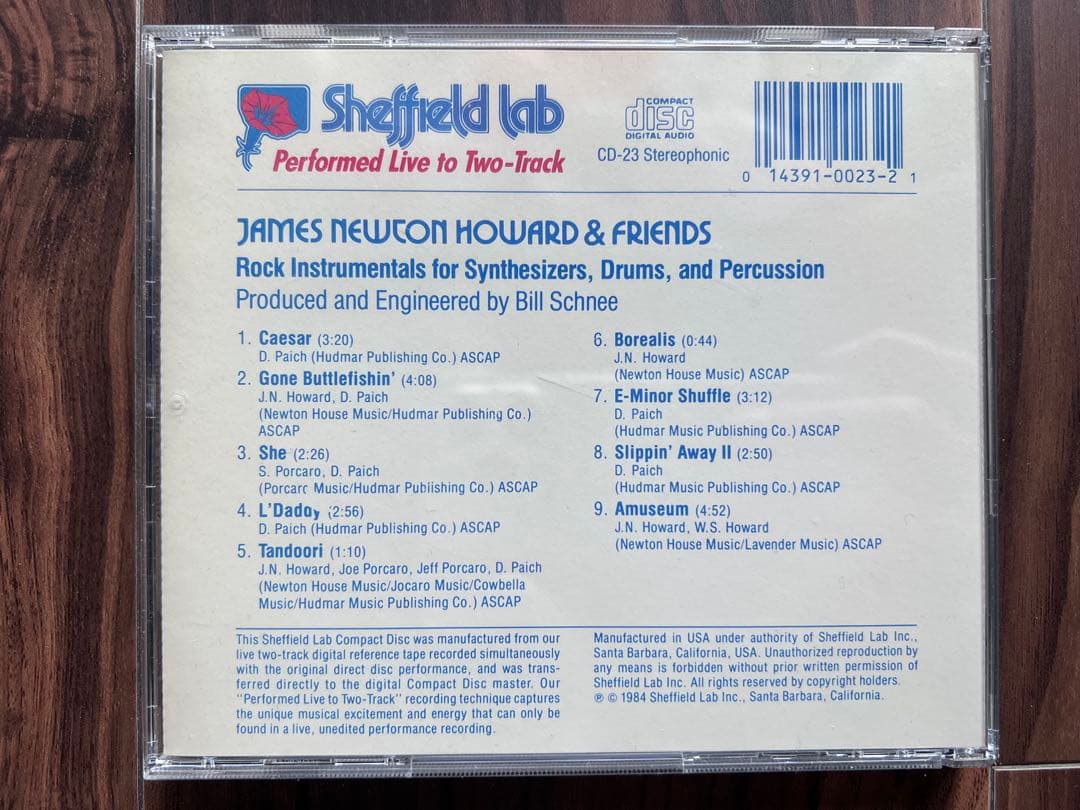 Sheffield Lab
Performed Live to Two-Track
COMPACT
disc
DIGITAL AUDIO
CD-23 Stereophonic
0 14391-0023-2 1
JAMES NEWTON HOWARD & FRIENDS
Rock Instrumentals for Synthesizers, Drums, and Percussion
Produced and Engineered by Bill Schnee
1. Caesar (3:20)
D. Paich (Hudmar Publishing Co.) ASCAP
2. Gone Buttlefishin' (4:08)
J.N. Howard, D. Paich
(Newton House Music/Hudmar Publishing Co.)
ASCAP
3. She (2:26)
S. Porcaro, D. Paich
(Porcaro Music/Hudmar Publishing Co.) ASCAP
4. L'Daddy (2:56)
D. Paich (Hudmar Publishing Co.) ASCAP
5. Tandoori (1:10)
J.N. Howard, Joe Porcaro, Jeff Porcaro, D. Paich
(Newton House Music/Jocaro Music/Cowbella
Music/Hudmar Music Publishing Co.) ASCAP
6. Borealis (0:44)
J.N. Howard
(Newton House Music) ASCAP
7. E-Minor Shuffle (3:12)
D. Paich
(Hudmar Music Publishing Co.) ASCAP
8. Slippin' Away II (2:50)
D. Paich
(Hudmar Music Publishing Co.) ASCAP
9. Amuseum (4:52)
J.N. Howard, W.S. Howard
(Newton House Music/Lavender Music) ASCAP
This Sheffield Lab Compact Disc was manufactured from our
live two-track digital reference tape recorded simultaneously
with the original direct disc performance, and was trans-
ferred directly to the digital Compact Disc master. Our
"Performed Live to Two-Track" recording technique captures
the unique musical excitement and energy that can only be
found in a live, unedited performance recording.
Manufactured in USA under authority of Sheffield Lab Inc.,
Santa Barbara, California, USA. Unauthorized reproduction by
any means is forbidden without prior written permission of
Sheffield Lab Inc. All rights reserved by copyright holders.
℗ © 1984 Sheffield Lab Inc., Santa Barbara, California.